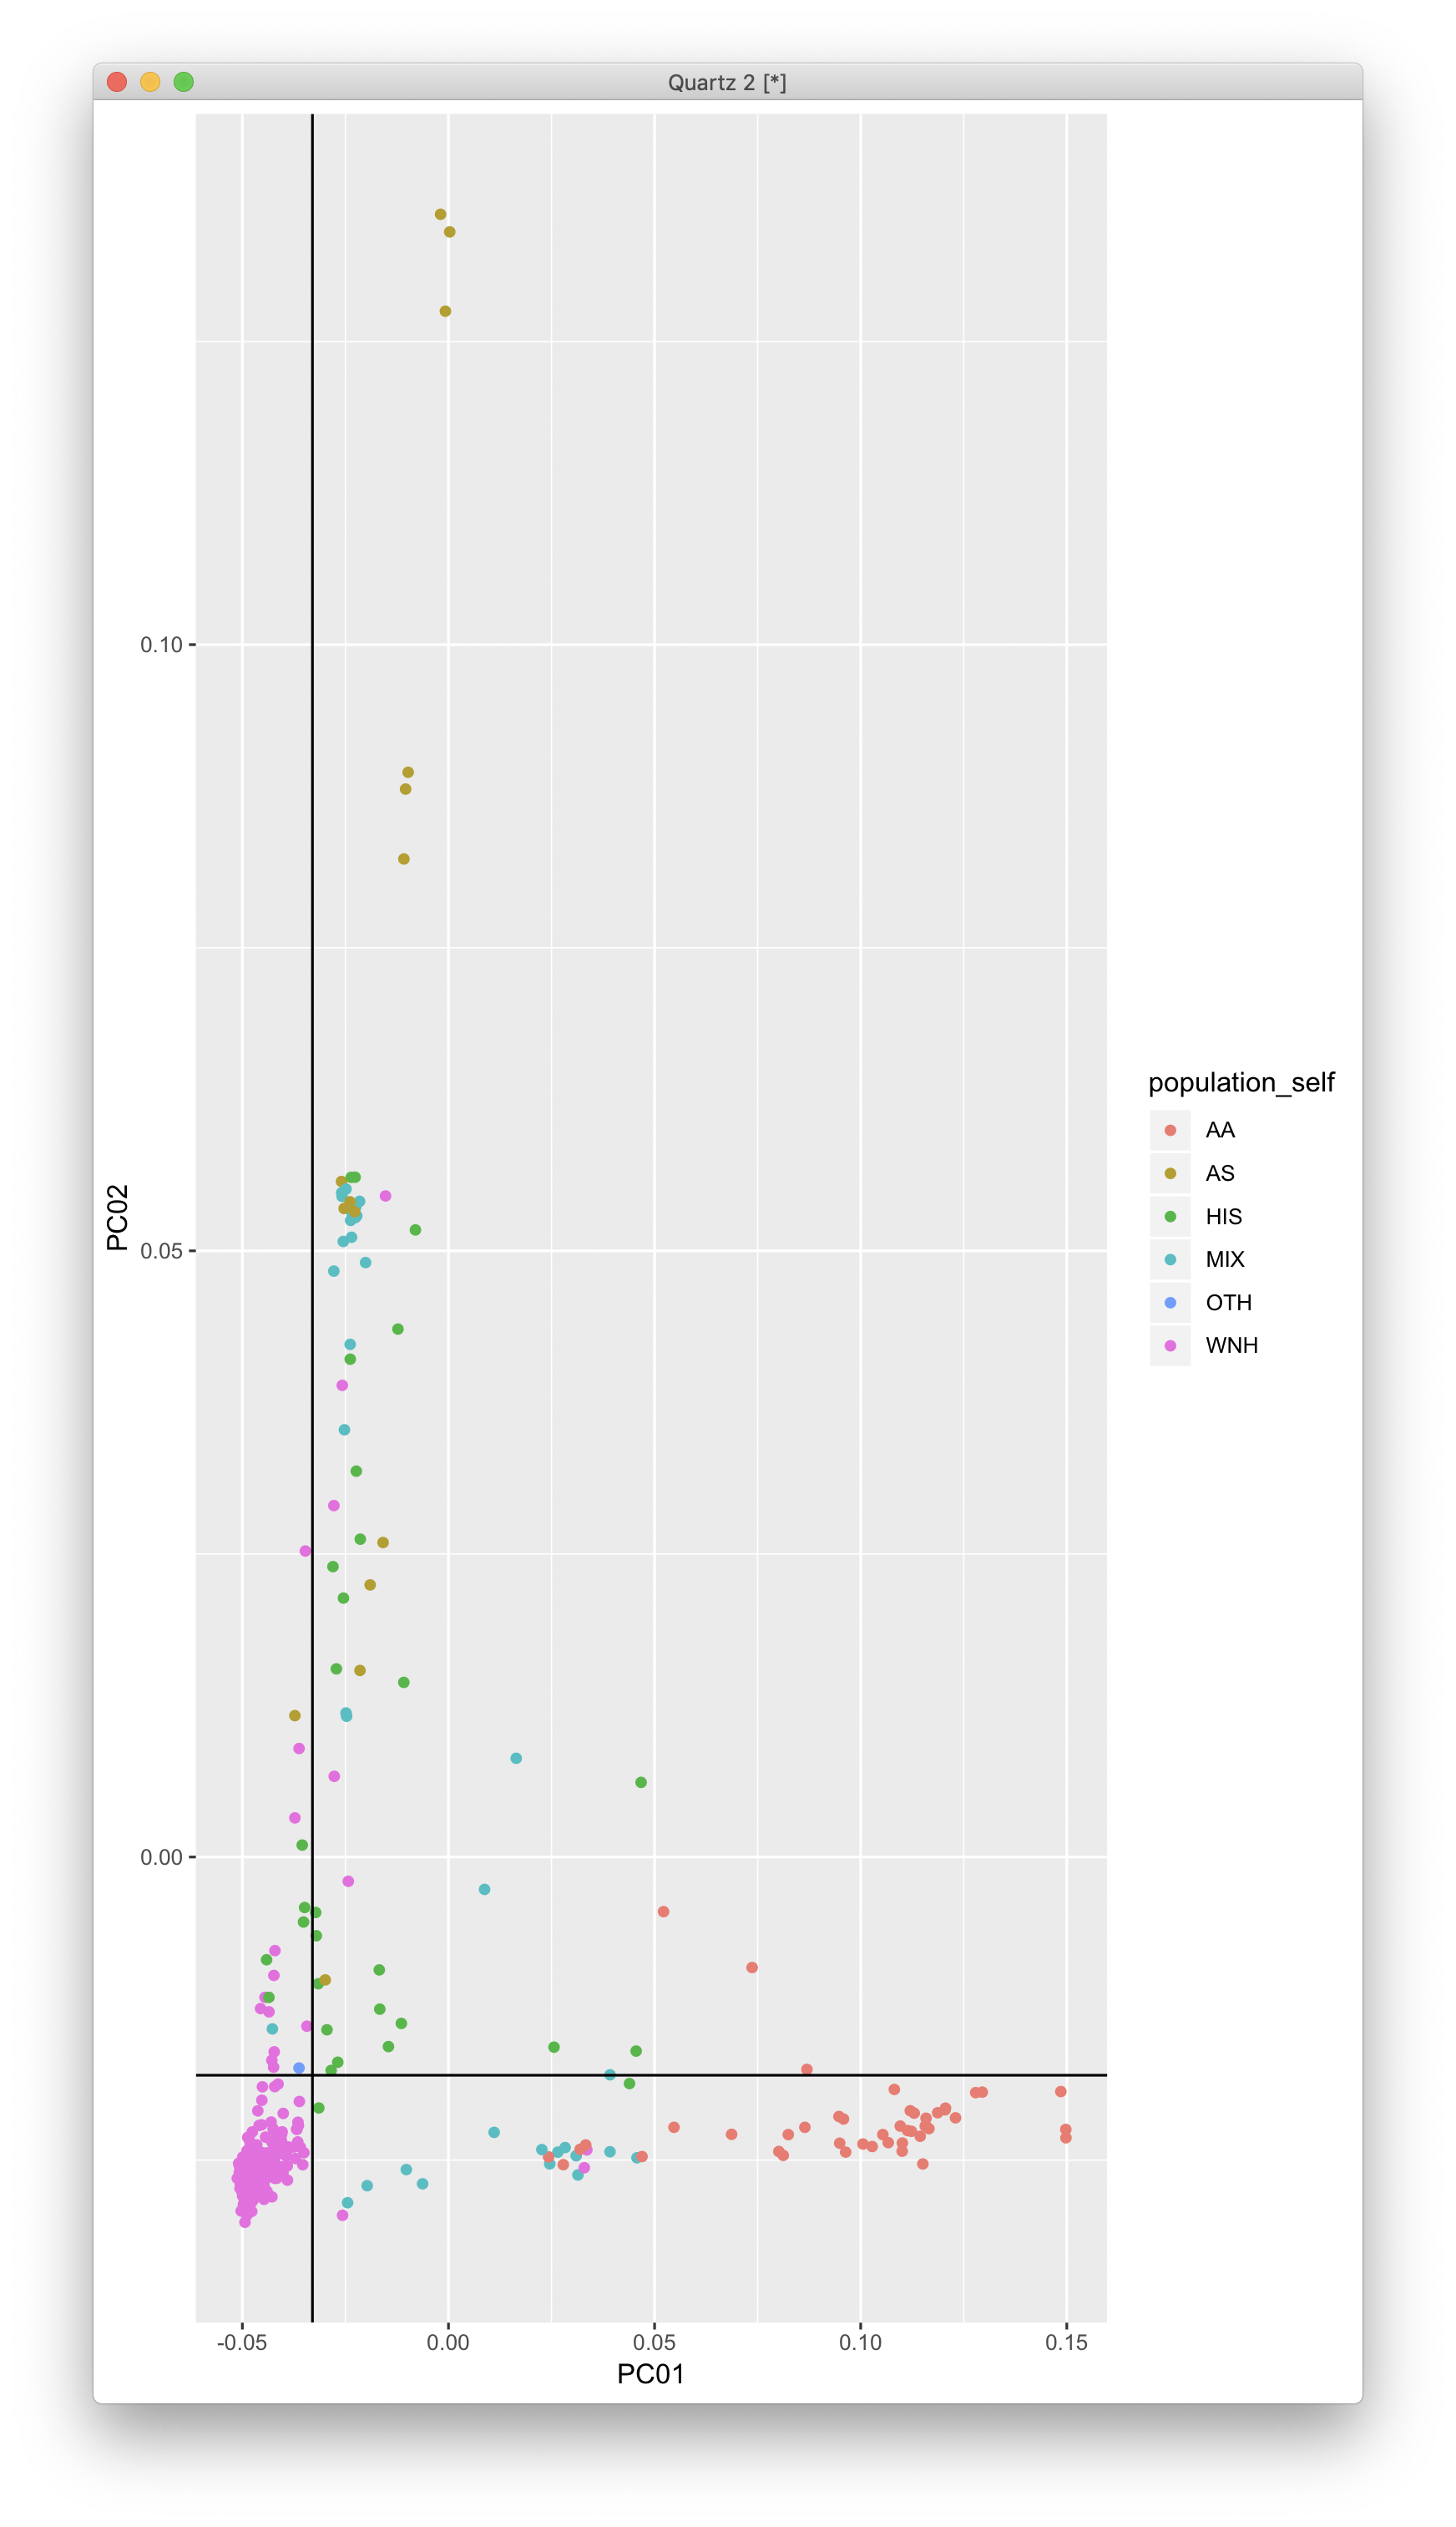 Quartz 2 [*]
0.10
0.05
0.00
PC02
-0.05 0.00 0.05 0.10 0.15
PC01
population_self
AA
AS
HIS
MIX
OTH
WNH